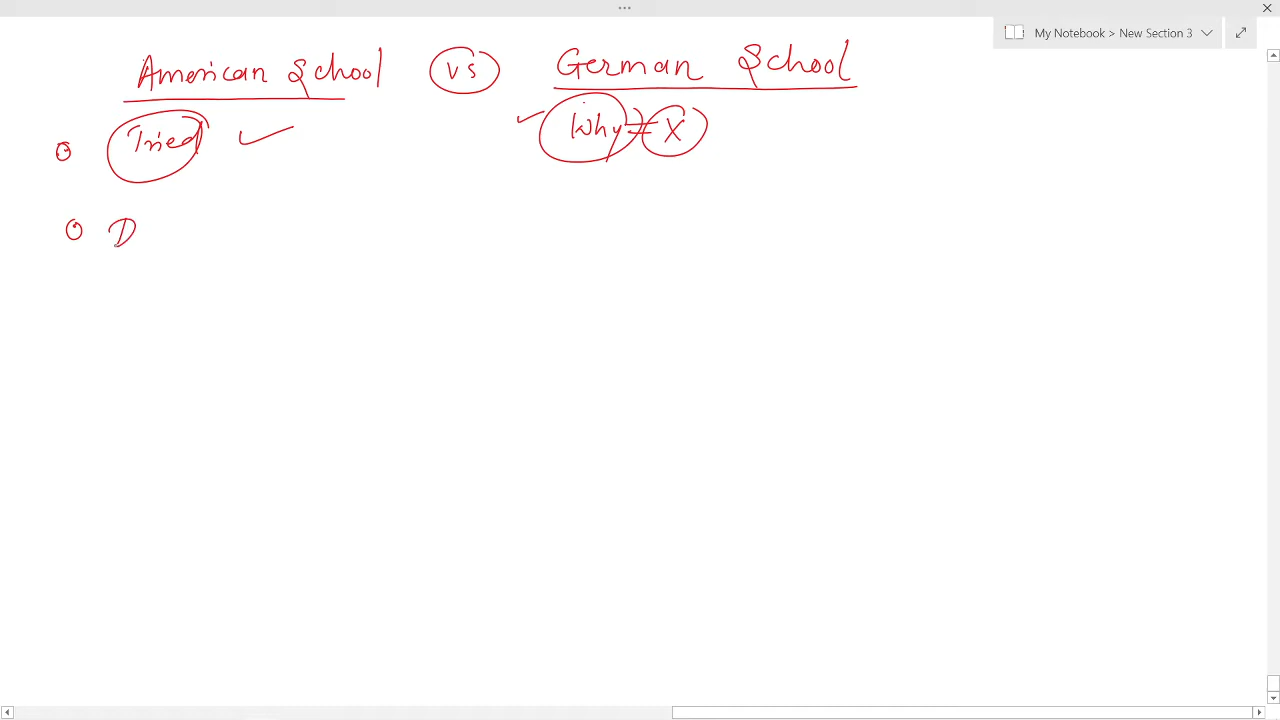 My Notebook > New Section 3
American School vs German School
Tried ✓ ✓ Why = X
D